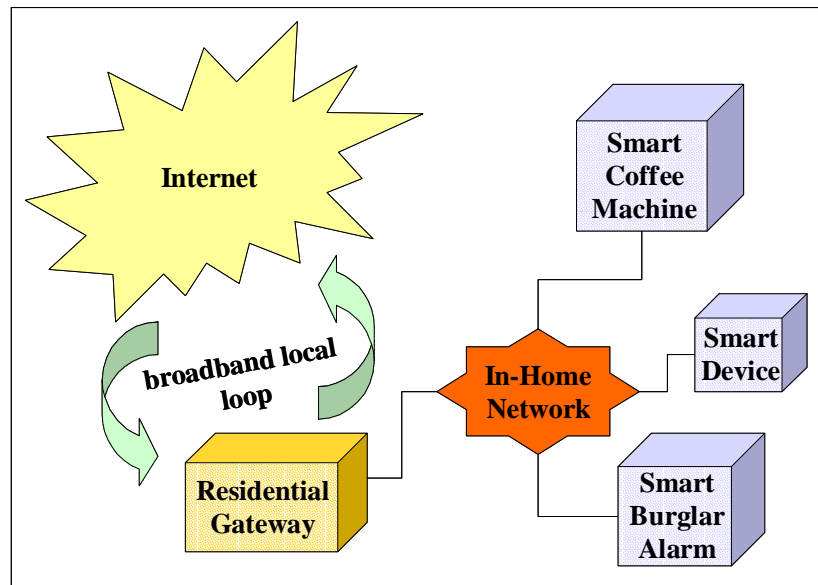 Internet
broadband local
loop
Residential
Gateway
In-Home
Network
Smart
Coffee
Machine
Smart
Device
Smart
Burglar
Alarm